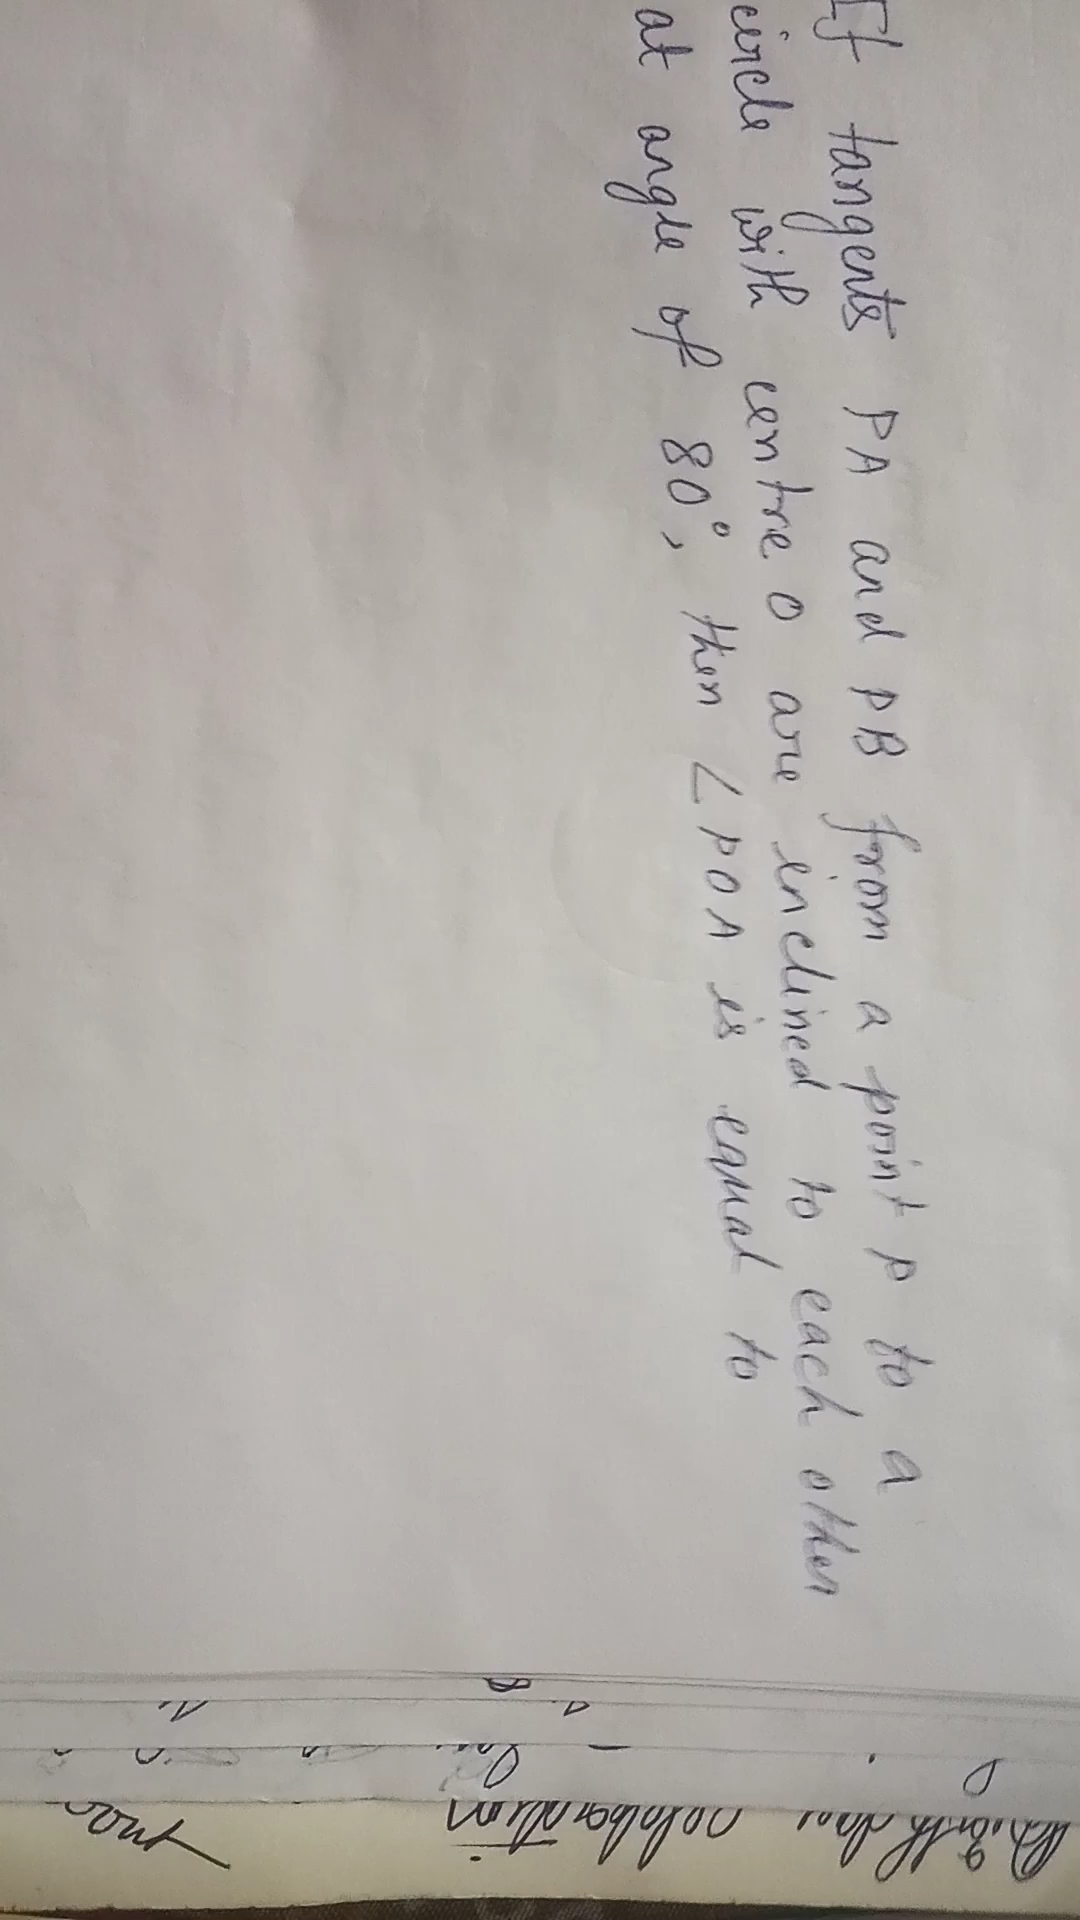 If tangents PA and PB from a point P to a
circle with centre O are inclined to each other
at angle of 80°, then ∠POA is equal to